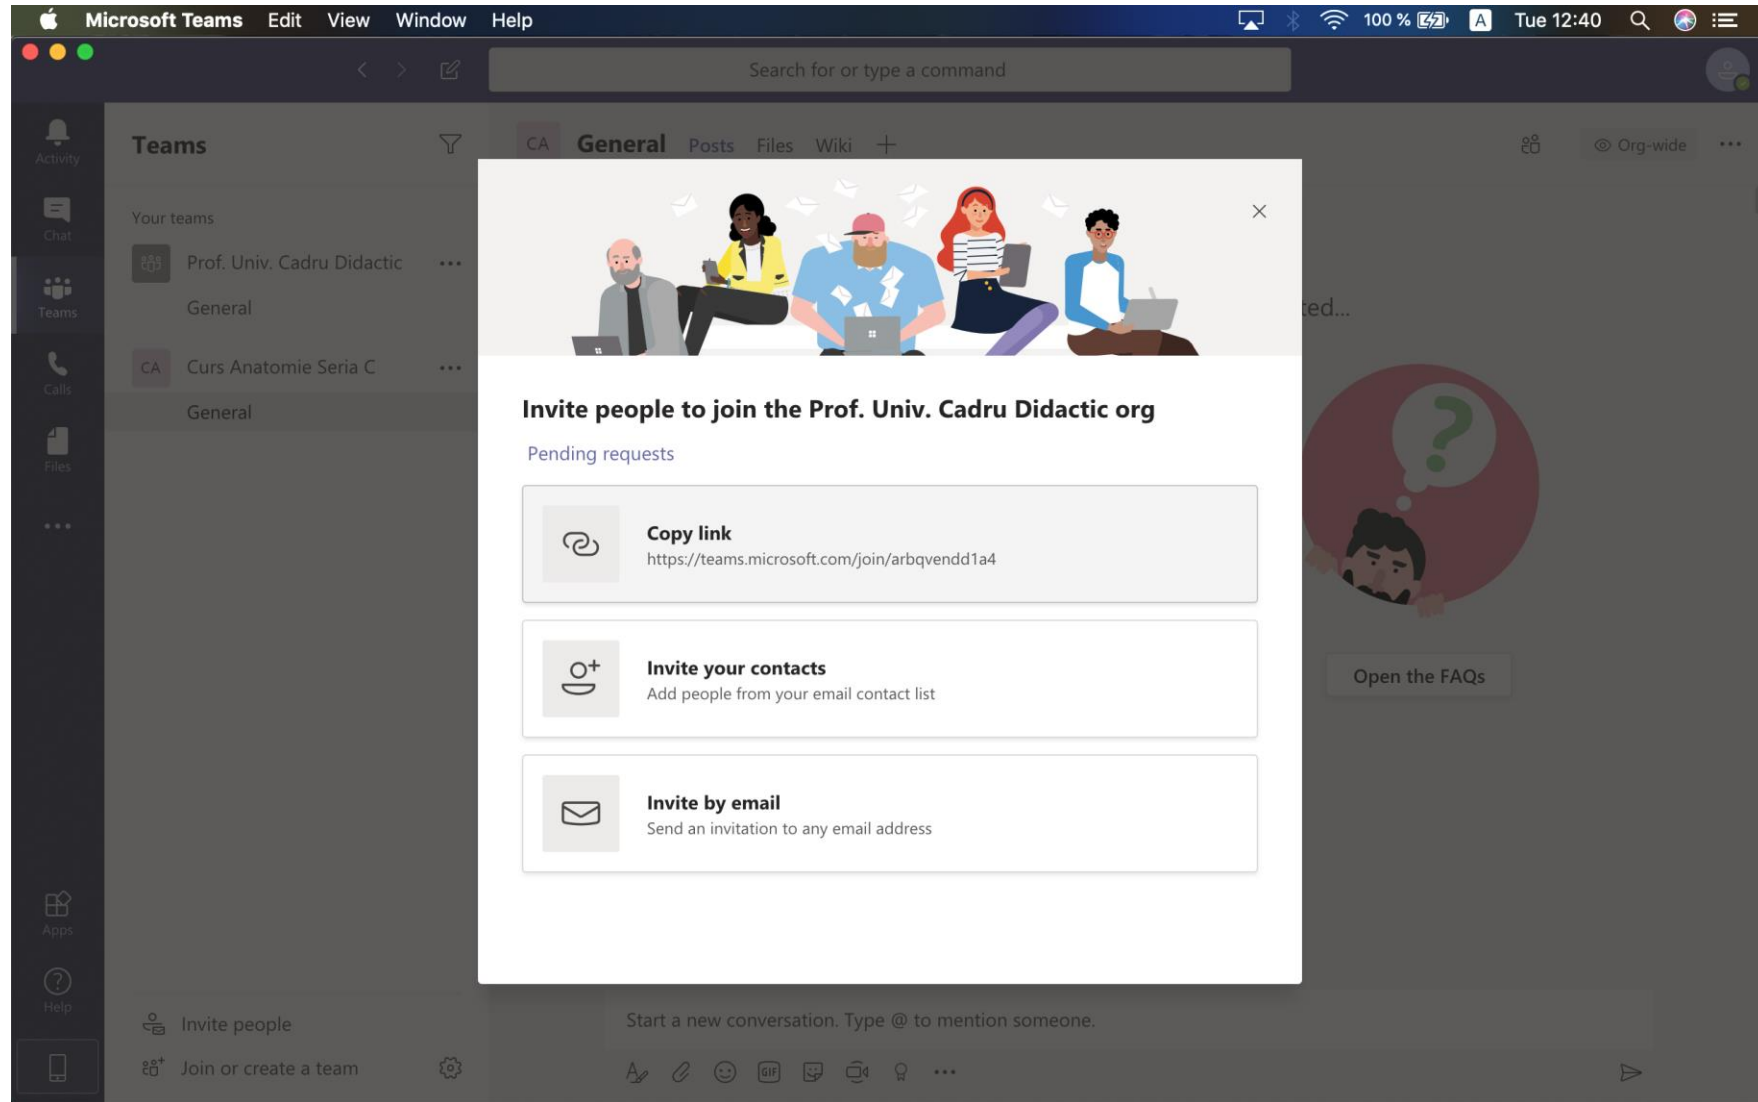 Microsoft Teams Edit View Window Help 100 % A Tue 12:40
Search for or type a command
Activity
Chat
Teams
Calls
Files
Apps
Help
Teams
Your teams
Prof. Univ. Cadru Didactic
General
CA Curs Anatomie Seria C
General
Invite people
Join or create a team
CA General Posts Files Wiki
Org-wide
Invite people to join the Prof. Univ. Cadru Didactic org
Pending requests
Copy link
https://teams.microsoft.com/join/arbqvendd1a4
Invite your contacts
Add people from your email contact list
Invite by email
Send an invitation to any email address
ted...
?
Open the FAQs
Start a new conversation. Type @ to mention someone.
GIF